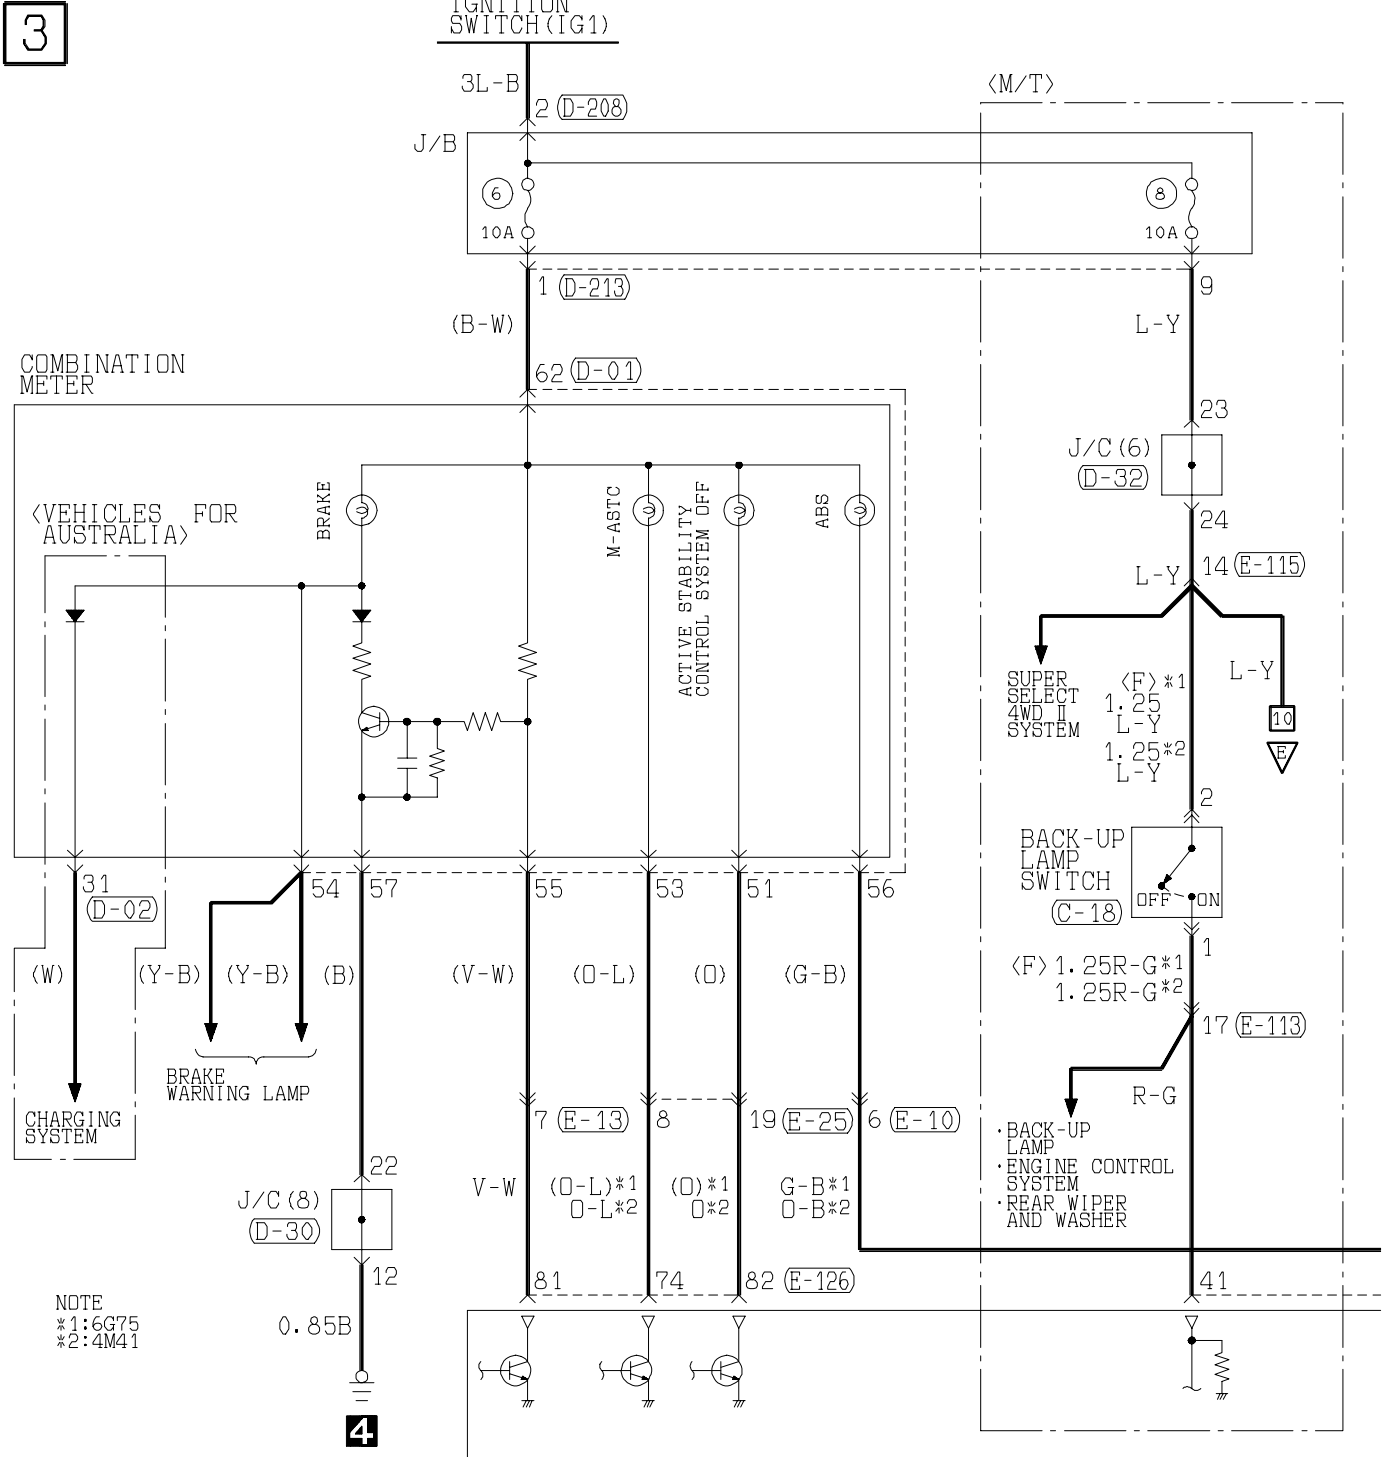 3
IGNITION
SWITCH(IG1)
3L-B
2 (D-208)
〈M/T〉
J/B
6
10A
8
10A
1 (D-213)
9
(B-W)
L-Y
COMBINATION
METER
62 (D-01)
23
J/C(6)
(D-32)
24
14 (E-115)
L-Y
〈VEHICLES FOR
AUSTRALIA〉
BRAKE
M-ASTC
ACTIVE STABILITY
CONTROL SYSTEM OFF
ABS
SUPER
SELECT
4WD Ⅱ
SYSTEM
〈F〉*1
1.25
L-Y
1.25*2
L-Y
L-Y
10
E
2
BACK-UP
LAMP
SWITCH
(C-18)
OFF
ON
1
31
(D-02)
54
57
55
53
51
56
(W)
(Y-B)
(Y-B)
(B)
(V-W)
(O-L)
(O)
(G-B)
〈F〉1.25R-G*1
1.25R-G*2
17 (E-113)
BRAKE
WARNING LAMP
CHARGING
SYSTEM
R-G
7 (E-13)
8
19 (E-25)
6 (E-10)
·BACK-UP
LAMP
·ENGINE CONTROL
SYSTEM
·REAR WIPER
AND WASHER
22
J/C(8)
(D-30)
12
V-W
(O-L)*1
O-L*2
(O)*1
O*2
G-B*1
O-B*2
81
74
82 (E-126)
41
NOTE
*1:6G75
*2:4M41
0.85B
4